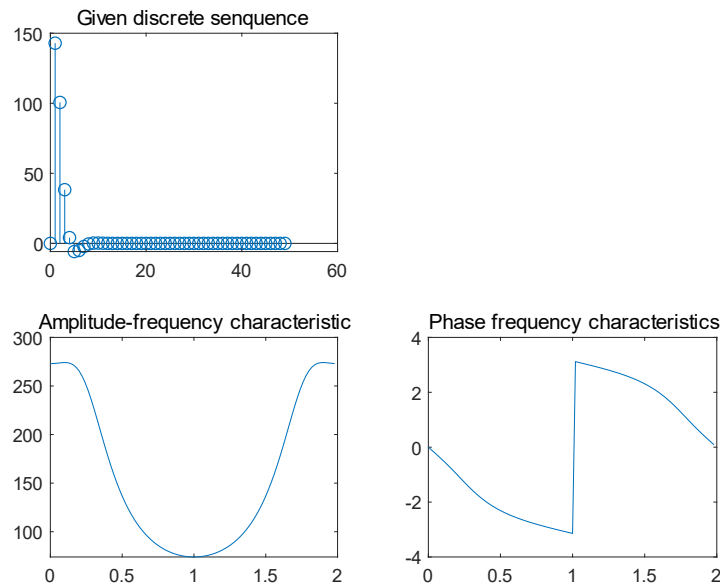 Given discrete senquence
150
100
50
0
0 20 40 60
Amplitude-frequency characteristic
300
250
200
150
100
0 0.5 1 1.5 2
Phase frequency characteristics
4
2
0
-2
-4
0 0.5 1 1.5 2